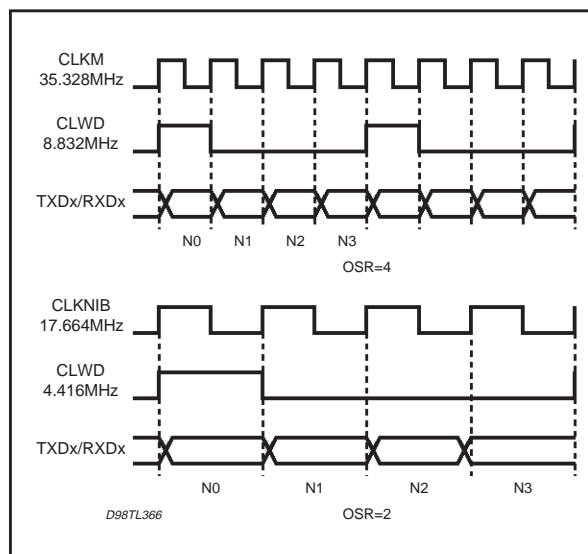 CLKM
35.328MHz
CLWD
8.832MHz
TXDx/RXDx
N0 N1 N2 N3
OSR=4
CLKNIB
17.664MHz
CLWD
4.416MHz
TXDx/RXDx
N0 N1 N2 N3
D98TL366
OSR=2